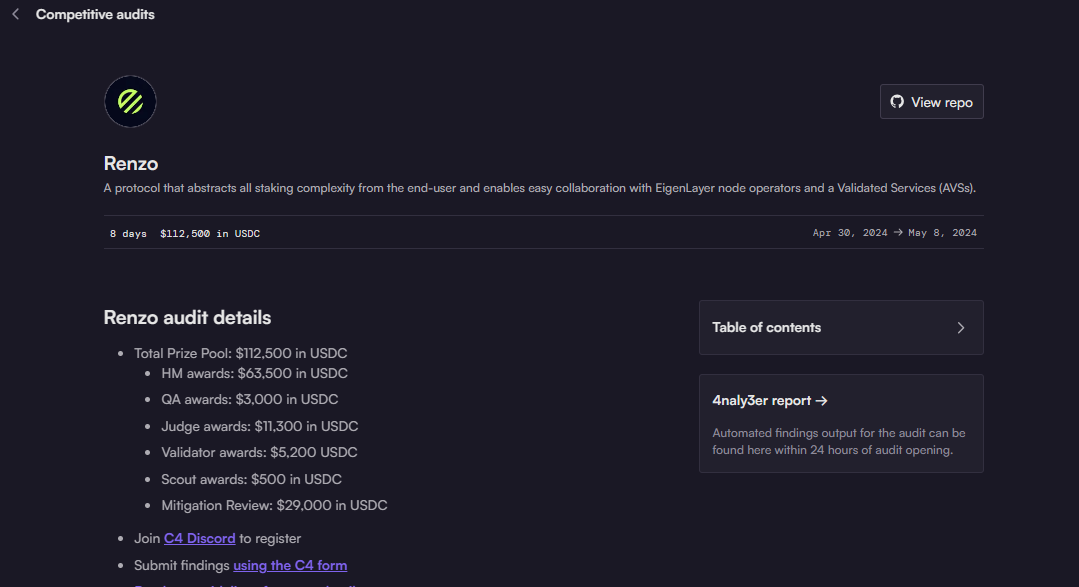 Competitive audits
View repo
Renzo
A protocol that abstracts all staking complexity from the end-user and enables easy collaboration with EigenLayer node operators and a Validated Services (AVSs).
8 days $112,500 in USDC
Apr 30, 2024 → May 8, 2024
Renzo audit details
Total Prize Pool: $112,500 in USDC
HM awards: $63,500 in USDC
QA awards: $3,000 in USDC
Judge awards: $11,300 in USDC
Validator awards: $5,200 USDC
Scout awards: $500 in USDC
Mitigation Review: $29,000 in USDC
Join C4 Discord to register
Submit findings using the C4 form
Table of contents
4naly3er report →
Automated findings output for the audit can be
found here within 24 hours of audit opening.